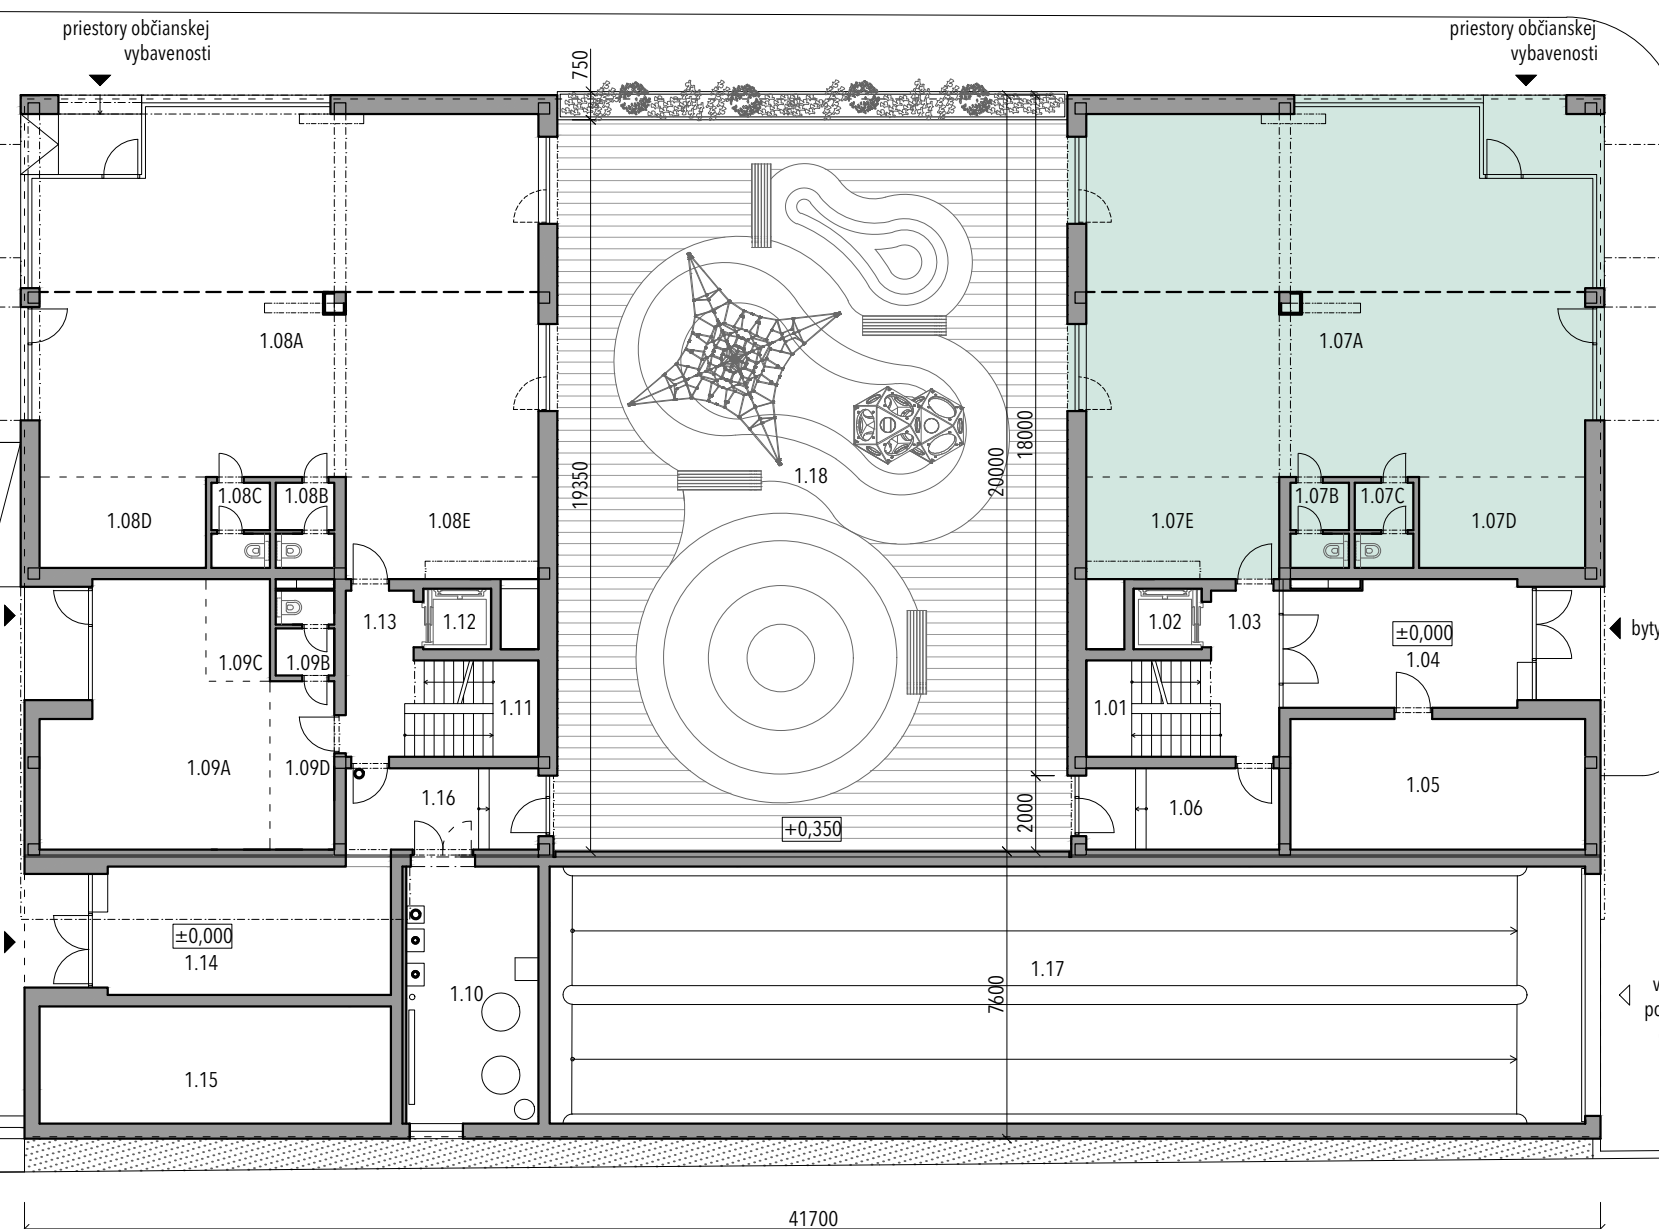 priestory občianskej
vybavenosti
priestory občianskej
vybavenosti
750
1.08A
1.07A
19350
20000
18000
1.18
1.08C
1.08B
1.08D
1.08E
1.07B
1.07C
1.07E
1.07D
1.13
1.12
1.02
1.03
±0,000
1.04
byty
1.09C
1.09B
1.11
1.01
1.09A
1.09D
1.16
+0,350
2000
1.06
1.05
±0,000
1.14
1.10
1.17
7600
v
po
1.15
41700